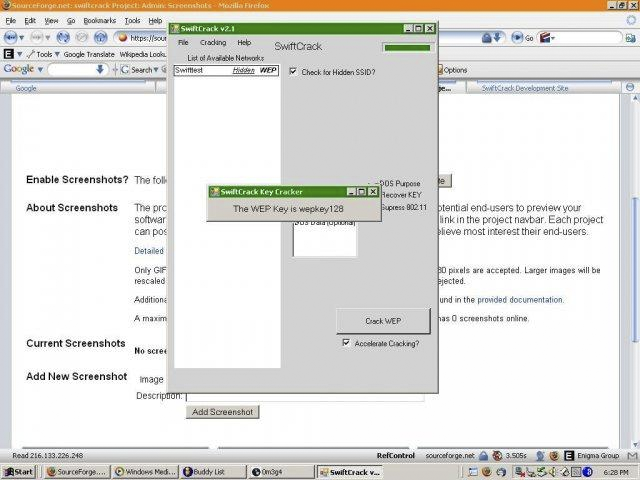 SourceForge.net: swiftcrack Project: Admin: Screenshots - Mozilla Firefox
File Edit View Go Bookmarks Tools Help
https://sour
Go
Tools Google Translate Wikipedia Looku
Google
Search
Options
Google
ge...
SwiftCrack Development Site
SwiftCrack v2.1
File Cracking Help
SwiftCrack
List of Available Networks
Swifttest Hidden WEP
Check for Hidden SSID?
DOS Purpose
Recover KEY
Supress 802.11
DOS Data (Optional)
SwiftCrack Key Cracker
The WEP Key is wepkey128
Crack WEP
Accelerate Cracking?
Enable Screenshots? The foll
te
About Screenshots The pro
otential end-users to preview your
softwar
link in the project navbar. Each project
can pos
elieve most interest their end-users.
Detailed
Only GIF
80 pixels are accepted. Larger images will be
rescaled
ejected.
Additiona
und in the provided documentation.
A maxim
has 0 screenshots online.
Current Screenshots
No scree
Add New Screenshot
Image
Description:
Add Screenshot
Read 216.133.226.248
RefControl sourceforge.net 3.505s Enigma Group
Start SourceForge.... Windows Medi... Buddy List 0m3g4 SwiftCrack v...
6:28 PM